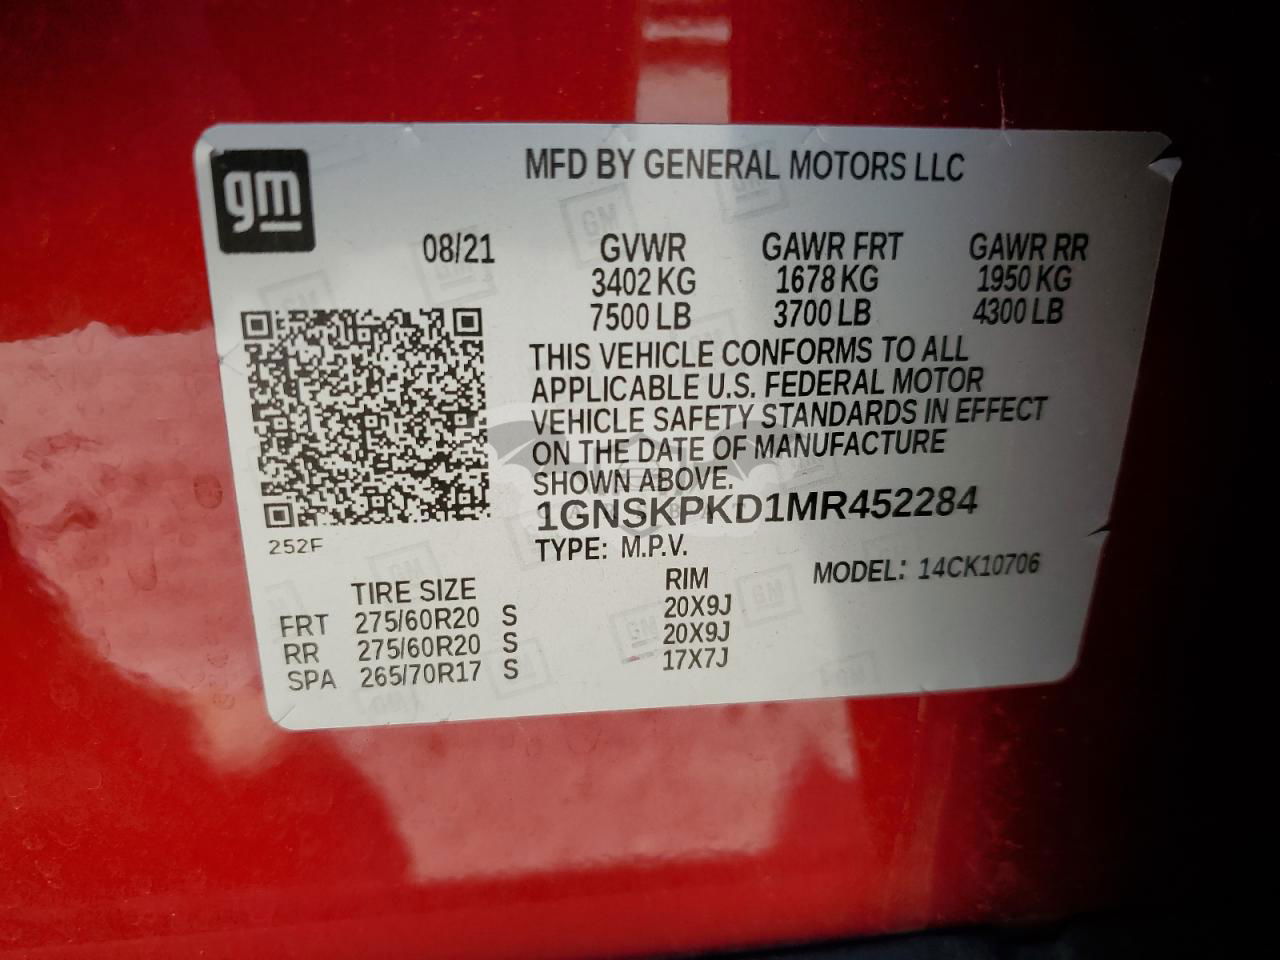 gm
MFD BY GENERAL MOTORS LLC
08/21 GVWR GAWR FRT GAWR RR
3402 KG 1678 KG 1950 KG
7500 LB 3700 LB 4300 LB
THIS VEHICLE CONFORMS TO ALL
APPLICABLE U.S. FEDERAL MOTOR
VEHICLE SAFETY STANDARDS IN EFFECT
ON THE DATE OF MANUFACTURE
SHOWN ABOVE.
1GNSKPKD1MR452284
252F
TYPE: M.P.V.
MODEL: 14CK10706
TIRE SIZE RIM
FRT 275/60R20 S 20X9J
RR 275/60R20 S 20X9J
SPA 265/70R17 S 17X7J